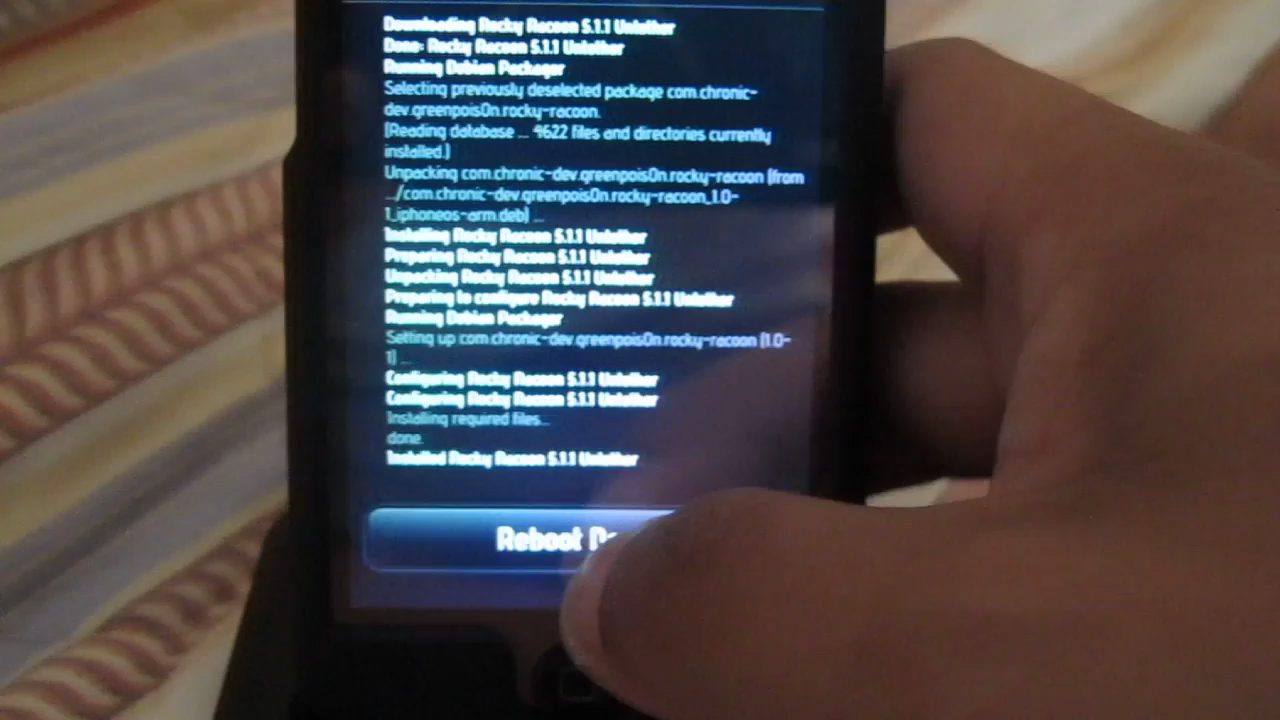 Downloading Rocky Racoon 5.1.1 Untether
Done: Rocky Racoon 5.1.1 Untether
Running Debian Packager
Selecting previously deselected package com.chronic-
dev.greenpois0n.rocky-racoon.
(Reading database ... 4622 files and directories currently
installed.)
Unpacking com.chronic-dev.greenpois0n.rocky-racoon (from
.../com.chronic-dev.greenpois0n.rocky-racoon_1.0-
1_iphoneos-arm.deb) ...
Installing Rocky Racoon 5.1.1 Untether
Preparing Rocky Racoon 5.1.1 Untether
Unpacking Rocky Racoon 5.1.1 Untether
Preparing to configure Rocky Racoon 5.1.1 Untether
Running Debian Packager
Setting up com.chronic-dev.greenpois0n.rocky-racoon (1.0-
1) ...
Configuring Rocky Racoon 5.1.1 Untether
Configuring Rocky Racoon 5.1.1 Untether
Installing required files...
done.
Installed Rocky Racoon 5.1.1 Untether
Reboot